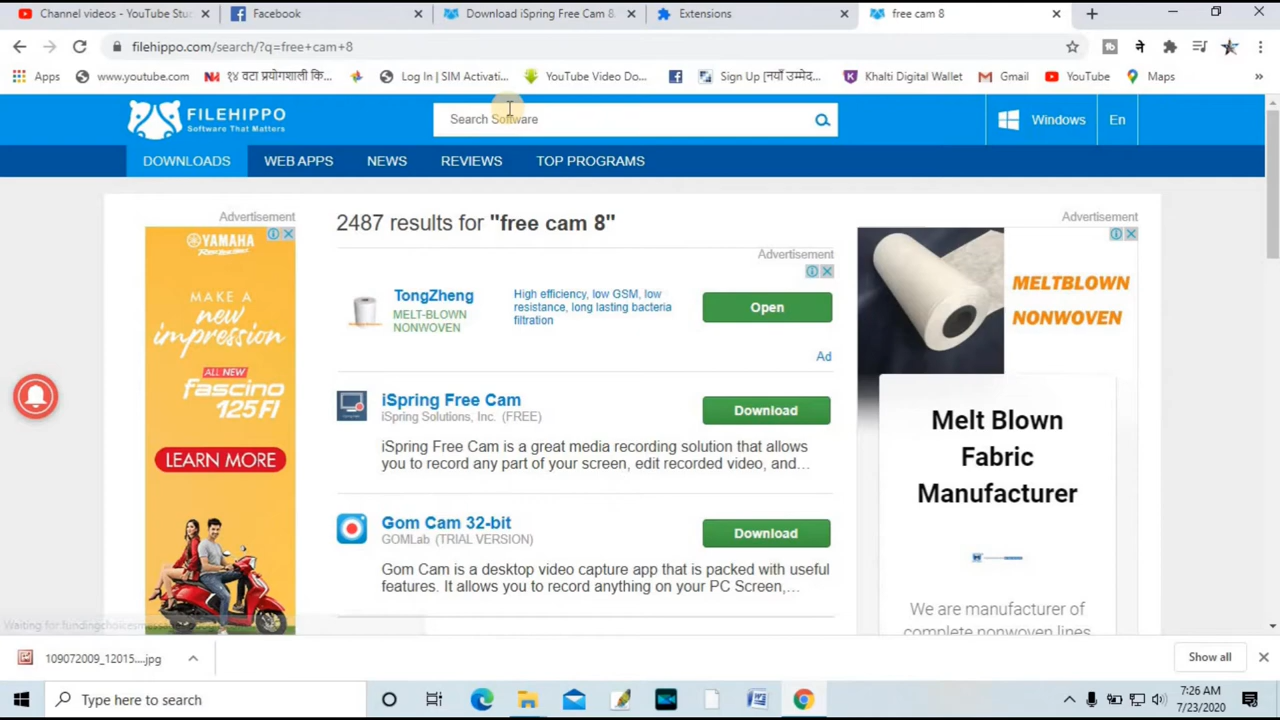 Channel videos - YouTube Stu
Facebook
Download iSpring Free Cam 8.
Extensions
free cam 8
filehippo.com/search/?q=free+cam+8
ने
Apps
www.youtube.com
१४ वटा प्रयोगशाली कि...
Log In | SIM Activati...
YouTube Video Do...
Sign Up [नयाँ उम्मेद...
Khalti Digital Wallet
Gmail
YouTube
Maps
»
FILEHIPPO
Software That Matters
Search Software
Windows
En
DOWNLOADS
WEB APPS
NEWS
REVIEWS
TOP PROGRAMS
Advertisement
2487 results for "free cam 8"
Advertisement
Advertisement
YAMAHA
MAKE A
new
impression
ALL NEW
fascino
125FI
LEARN MORE
TongZheng
MELT-BLOWN
NONWOVEN
High efficiency, low GSM, low
resistance, long lasting bacteria
filtration
Open
Ad
iSpring Free Cam
iSpring Solutions, Inc. (FREE)
Download
iSpring Free Cam is a great media recording solution that allows
you to record any part of your screen, edit recorded video, and...
Gom Cam 32-bit
GOMLab (TRIAL VERSION)
Download
Gom Cam is a desktop video capture app that is packed with useful
features. It allows you to record anything on your PC Screen,...
MELTBLOWN
NONWOVEN
Melt Blown
Fabric
Manufacturer
We are manufacturer of
complete nonwoven lines
109072009_12015....jpg
Show all
Type here to search
7:26 AM
7/23/2020